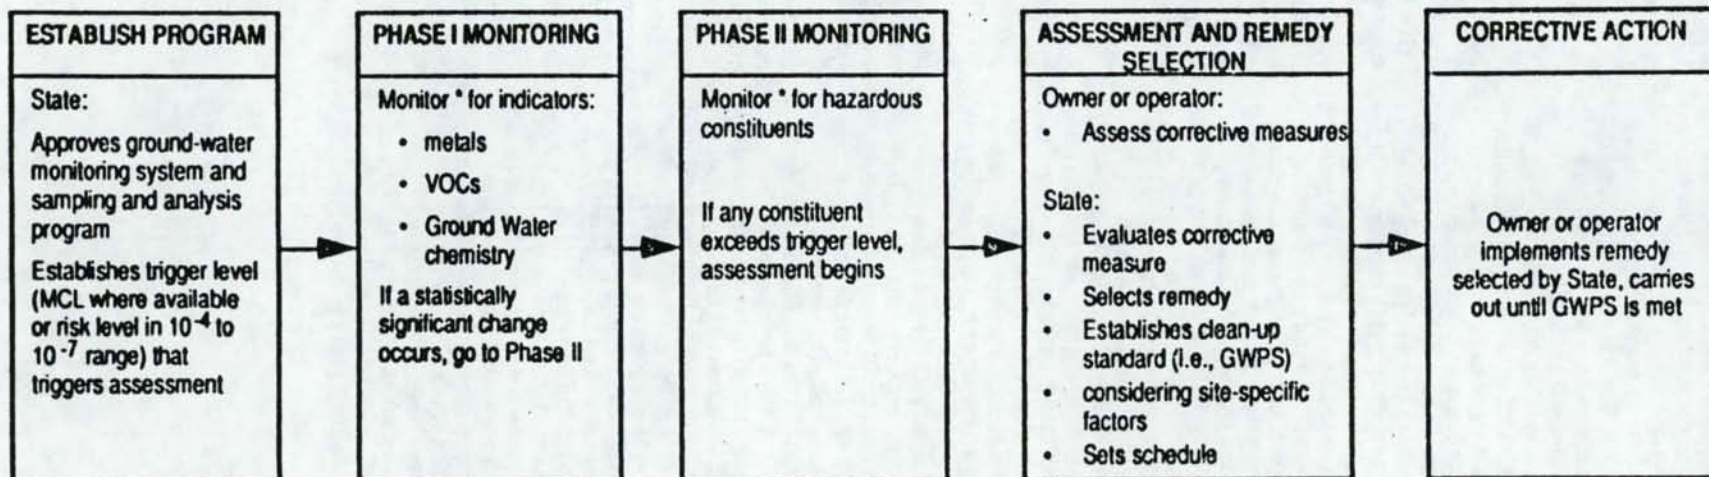 ESTABLISH PROGRAM
State:
Approves ground-water
monitoring system and
sampling and analysis
program
Establishes trigger level
(MCL where available
or risk level in 10⁻⁴ to
10⁻⁷ range) that
triggers assessment
PHASE I MONITORING
Monitor * for indicators:
• metals
• VOCs
• Ground Water
chemistry
If a statistically
significant change
occurs, go to Phase II
PHASE II MONITORING
Monitor * for hazardous
constituents
If any constituent
exceeds trigger level,
assessment begins
ASSESSMENT AND REMEDY
SELECTION
Owner or operator:
• Assess corrective measures
State:
• Evaluates corrective
measure
• Selects remedy
• Establishes clean-up
standard (i.e., GWPS)
• considering site-specific
factors
• Sets schedule
CORRECTIVE ACTION
Owner or operator
implements remedy
selected by State, carries
out until GWPS is met